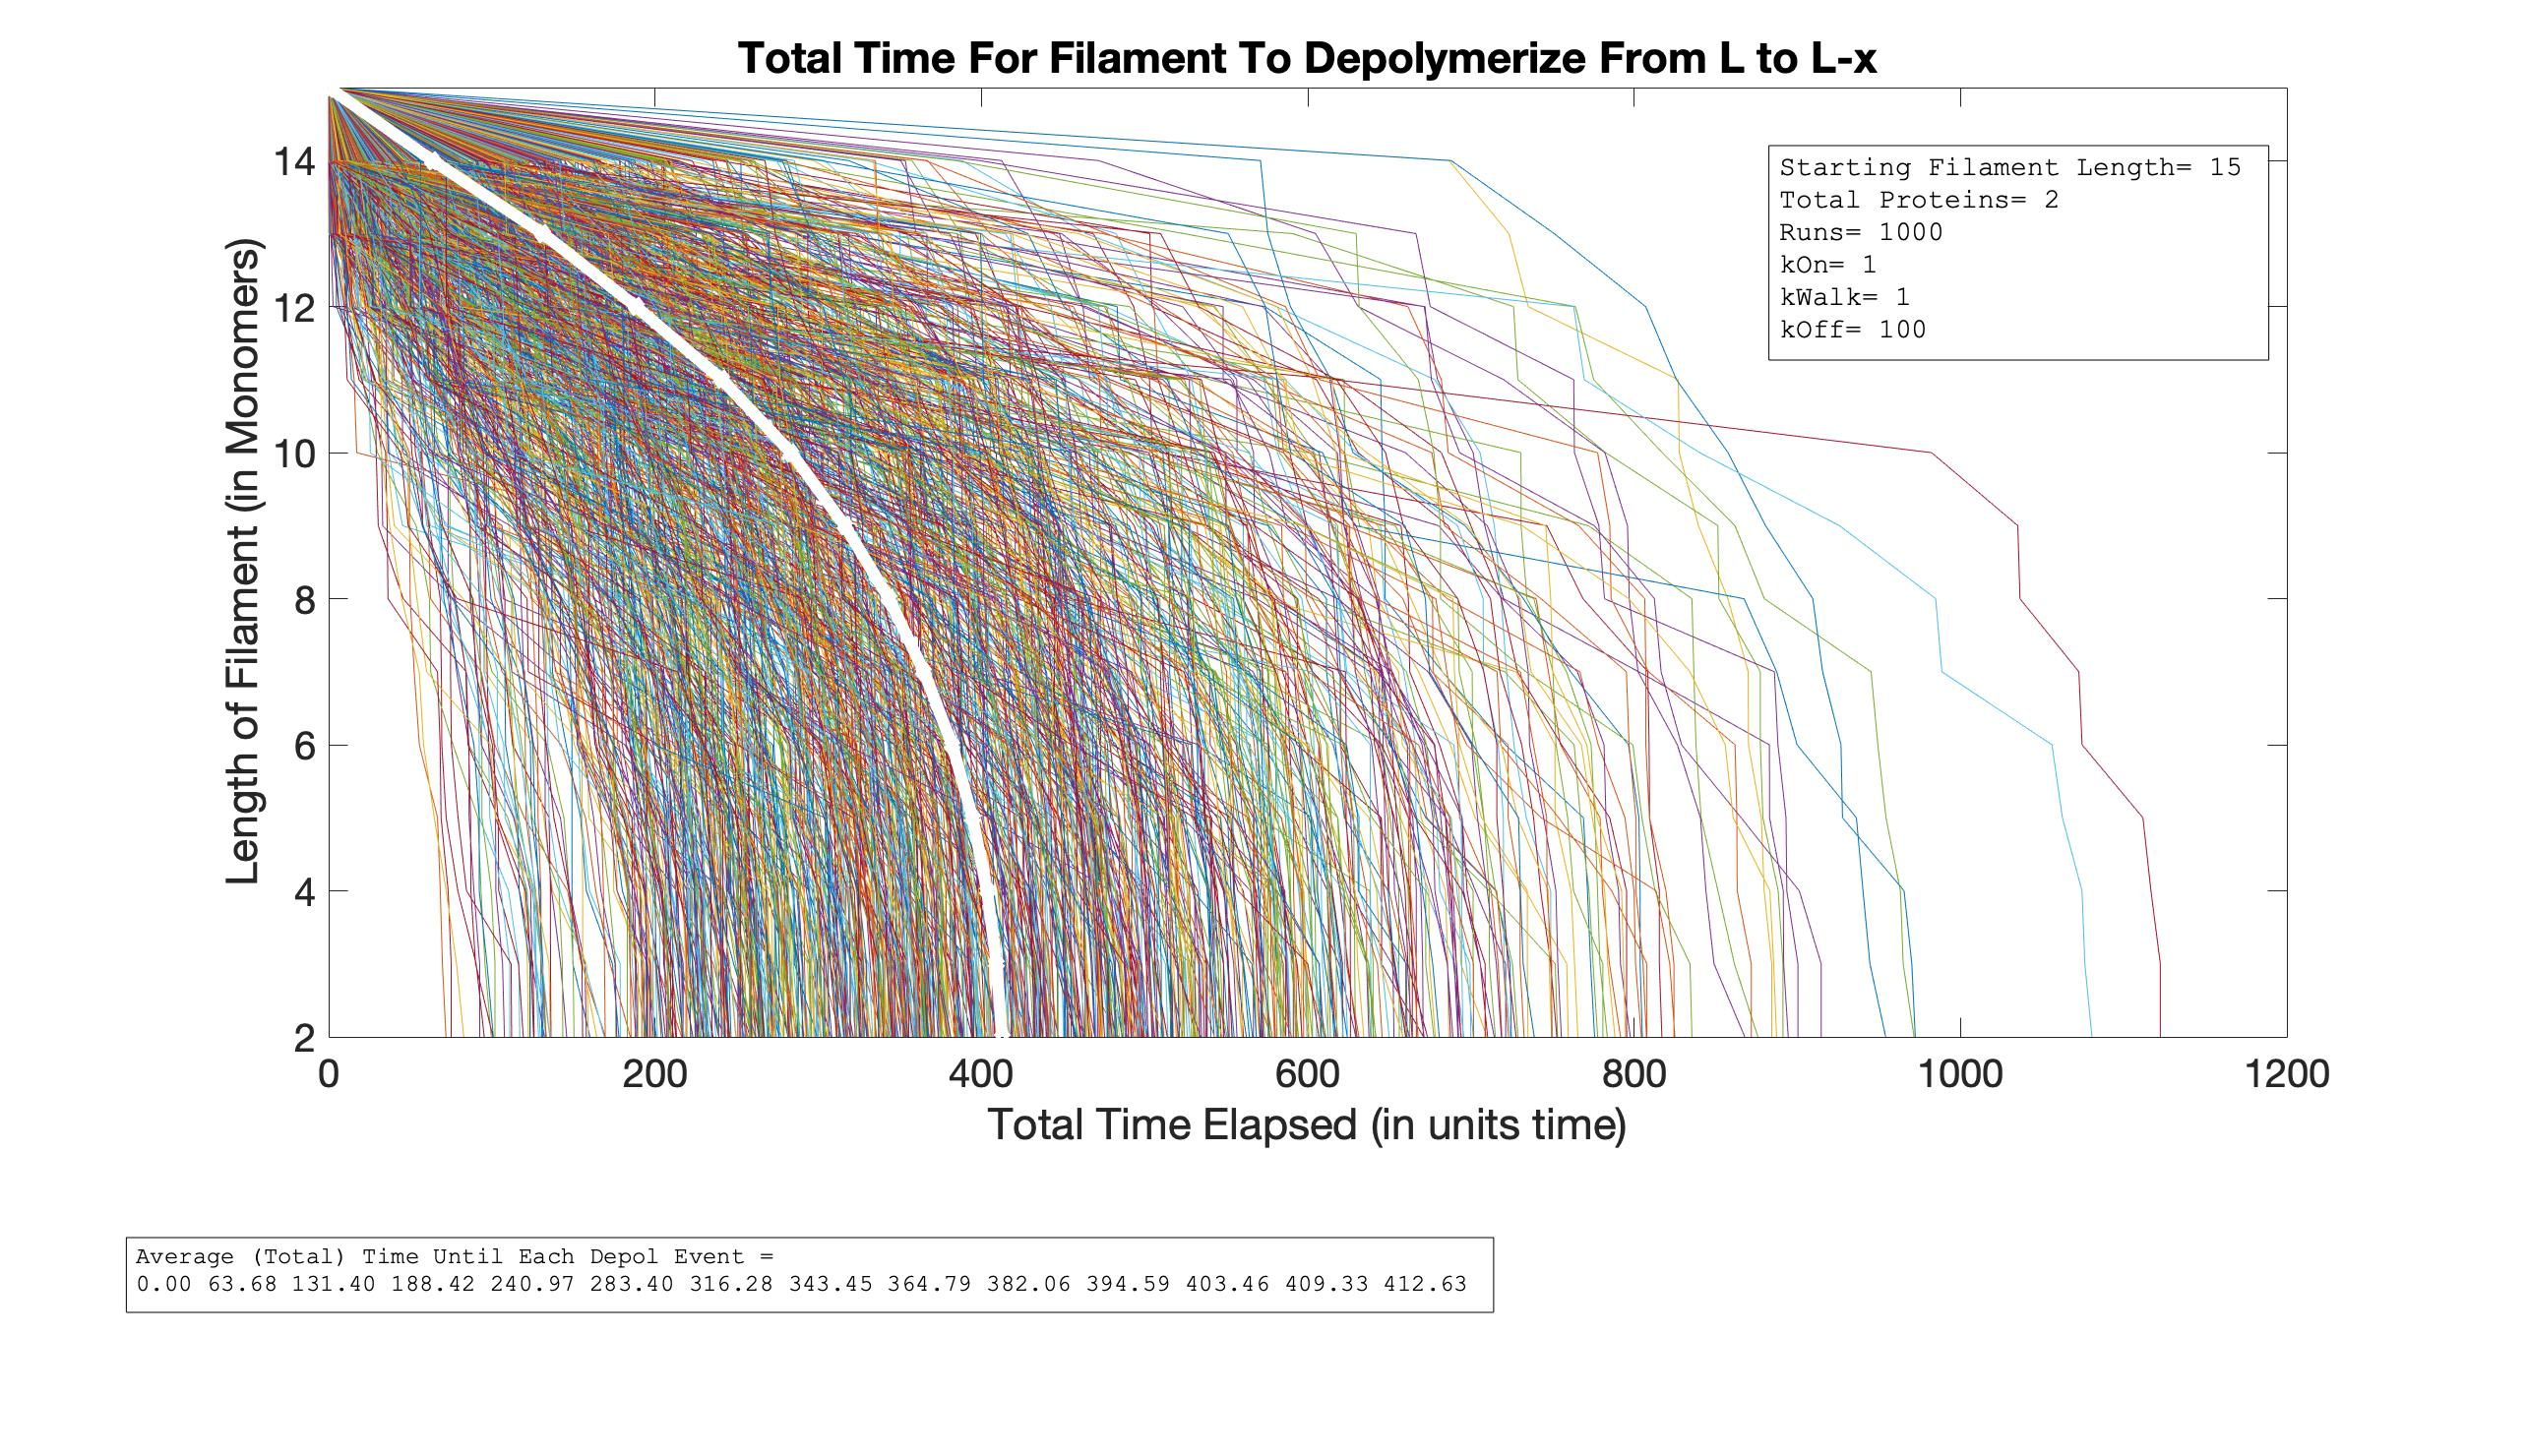 Total Time For Filament To Depolymerize From L to L-x
Length of Filament (in Monomers)
14
12
10
8
6
4
2
Starting Filament Length= 15
Total Proteins= 2
Runs= 1000
kOn= 1
kWalk= 1
kOff= 100
0 200 400 600 800 1000 1200
Total Time Elapsed (in units time)
Average (Total) Time Until Each Depol Event =
0.00 63.68 131.40 188.42 240.97 283.40 316.28 343.45 364.79 382.06 394.59 403.46 409.33 412.63